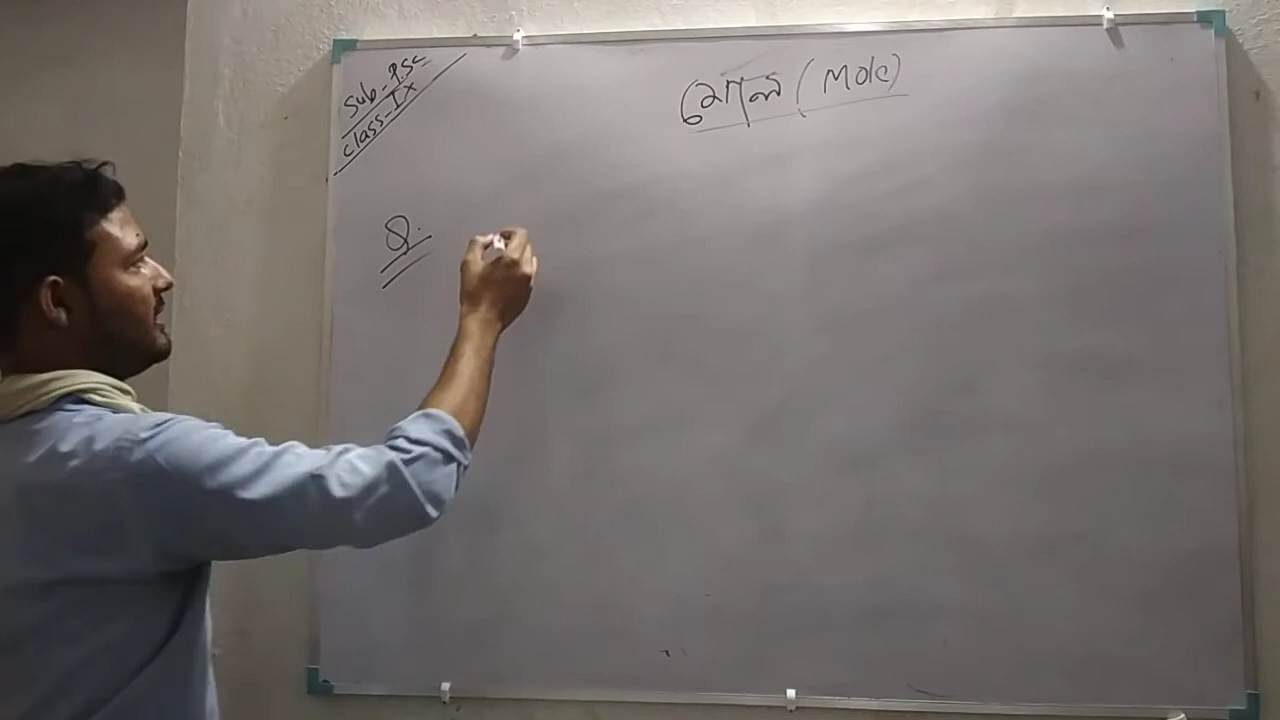 Sub-P.SC
Class-IX
মোল (Mole)
Q.